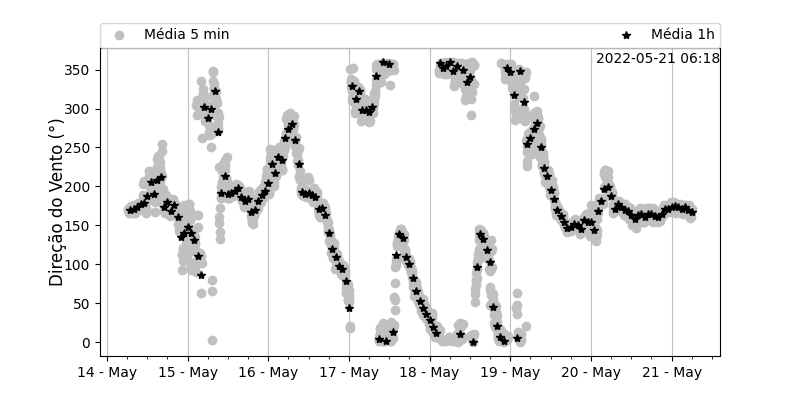 Média 5 min
Média 1h
2022-05-21 06:18
Direção do Vento (°)
350
300
250
200
150
100
50
0
14 - May
15 - May
16 - May
17 - May
18 - May
19 - May
20 - May
21 - May